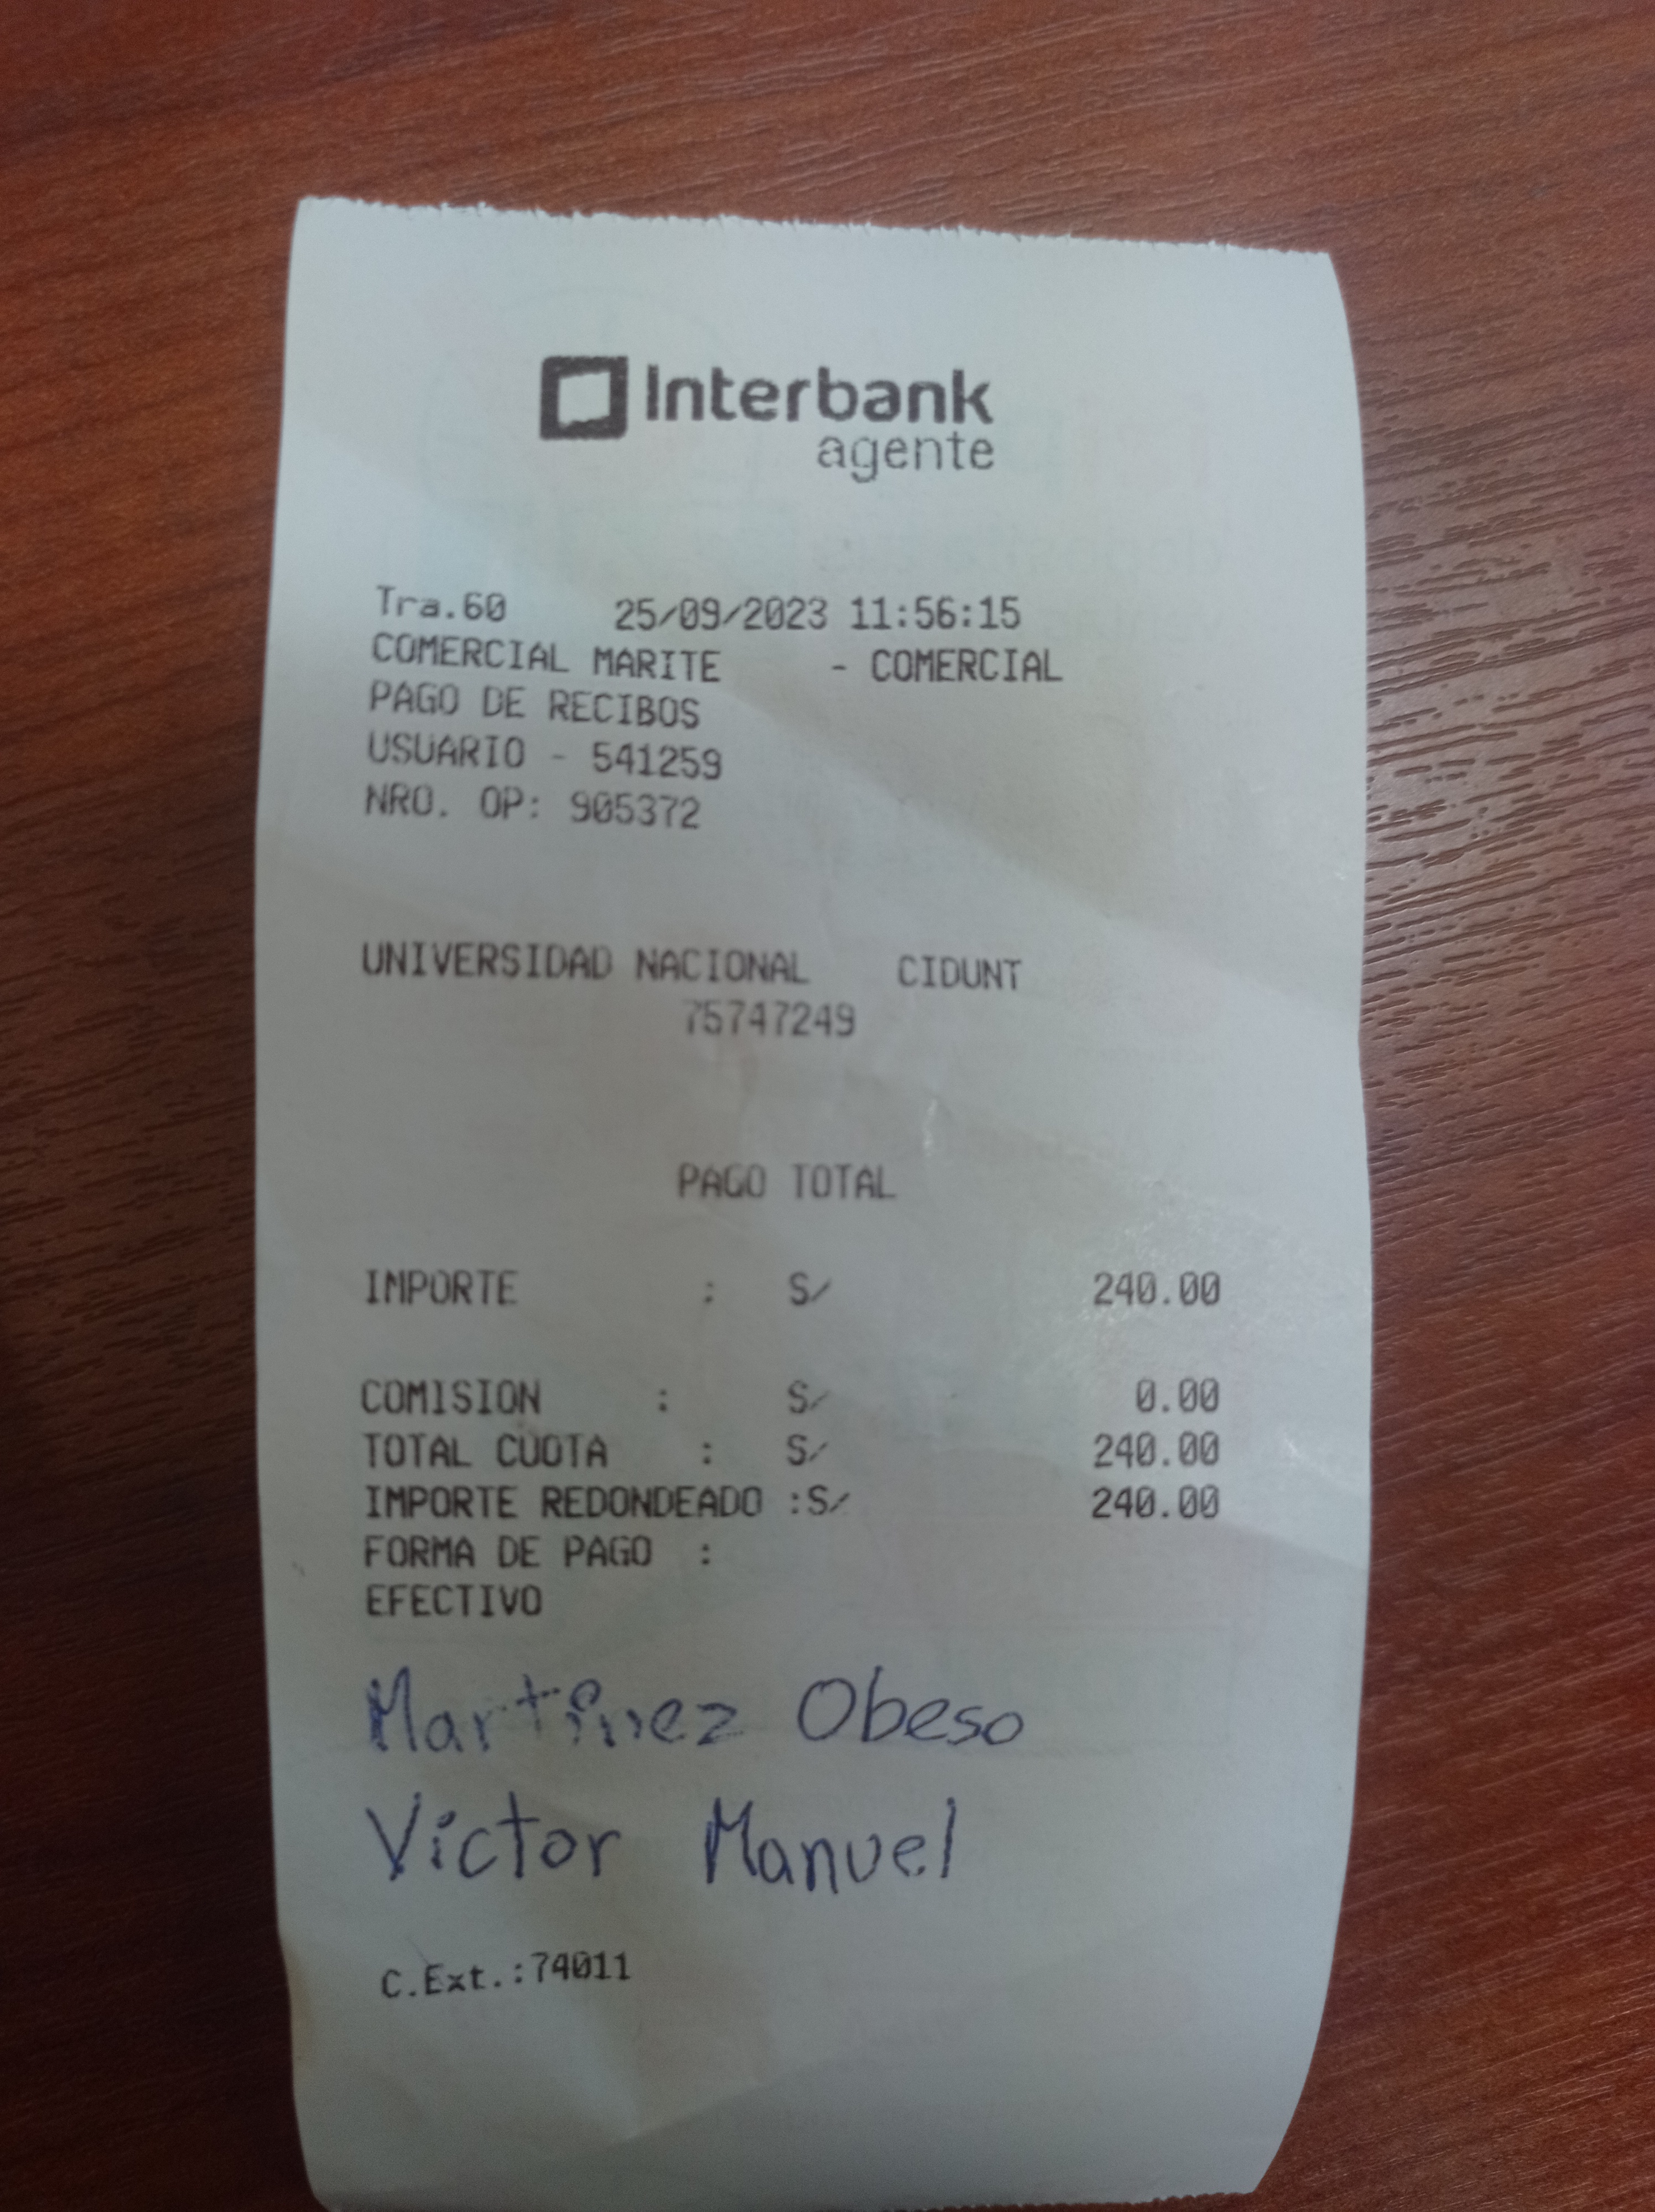 Interbank
agente
Tra.60 25/09/2023 11:56:15
COMERCIAL MARITE - COMERCIAL
PAGO DE RECIBOS
USUARIO - 541259
NRO. OP: 905372
UNIVERSIDAD NACIONAL CIDUNT
75747249
PAGO TOTAL
IMPORTE : S/ 240.00
COMISION : S/ 0.00
TOTAL CUOTA : S/ 240.00
IMPORTE REDONDEADO :S/ 240.00
FORMA DE PAGO :
EFECTIVO
Martinez Obeso
Víctor Manuel
C.Ext.:74011